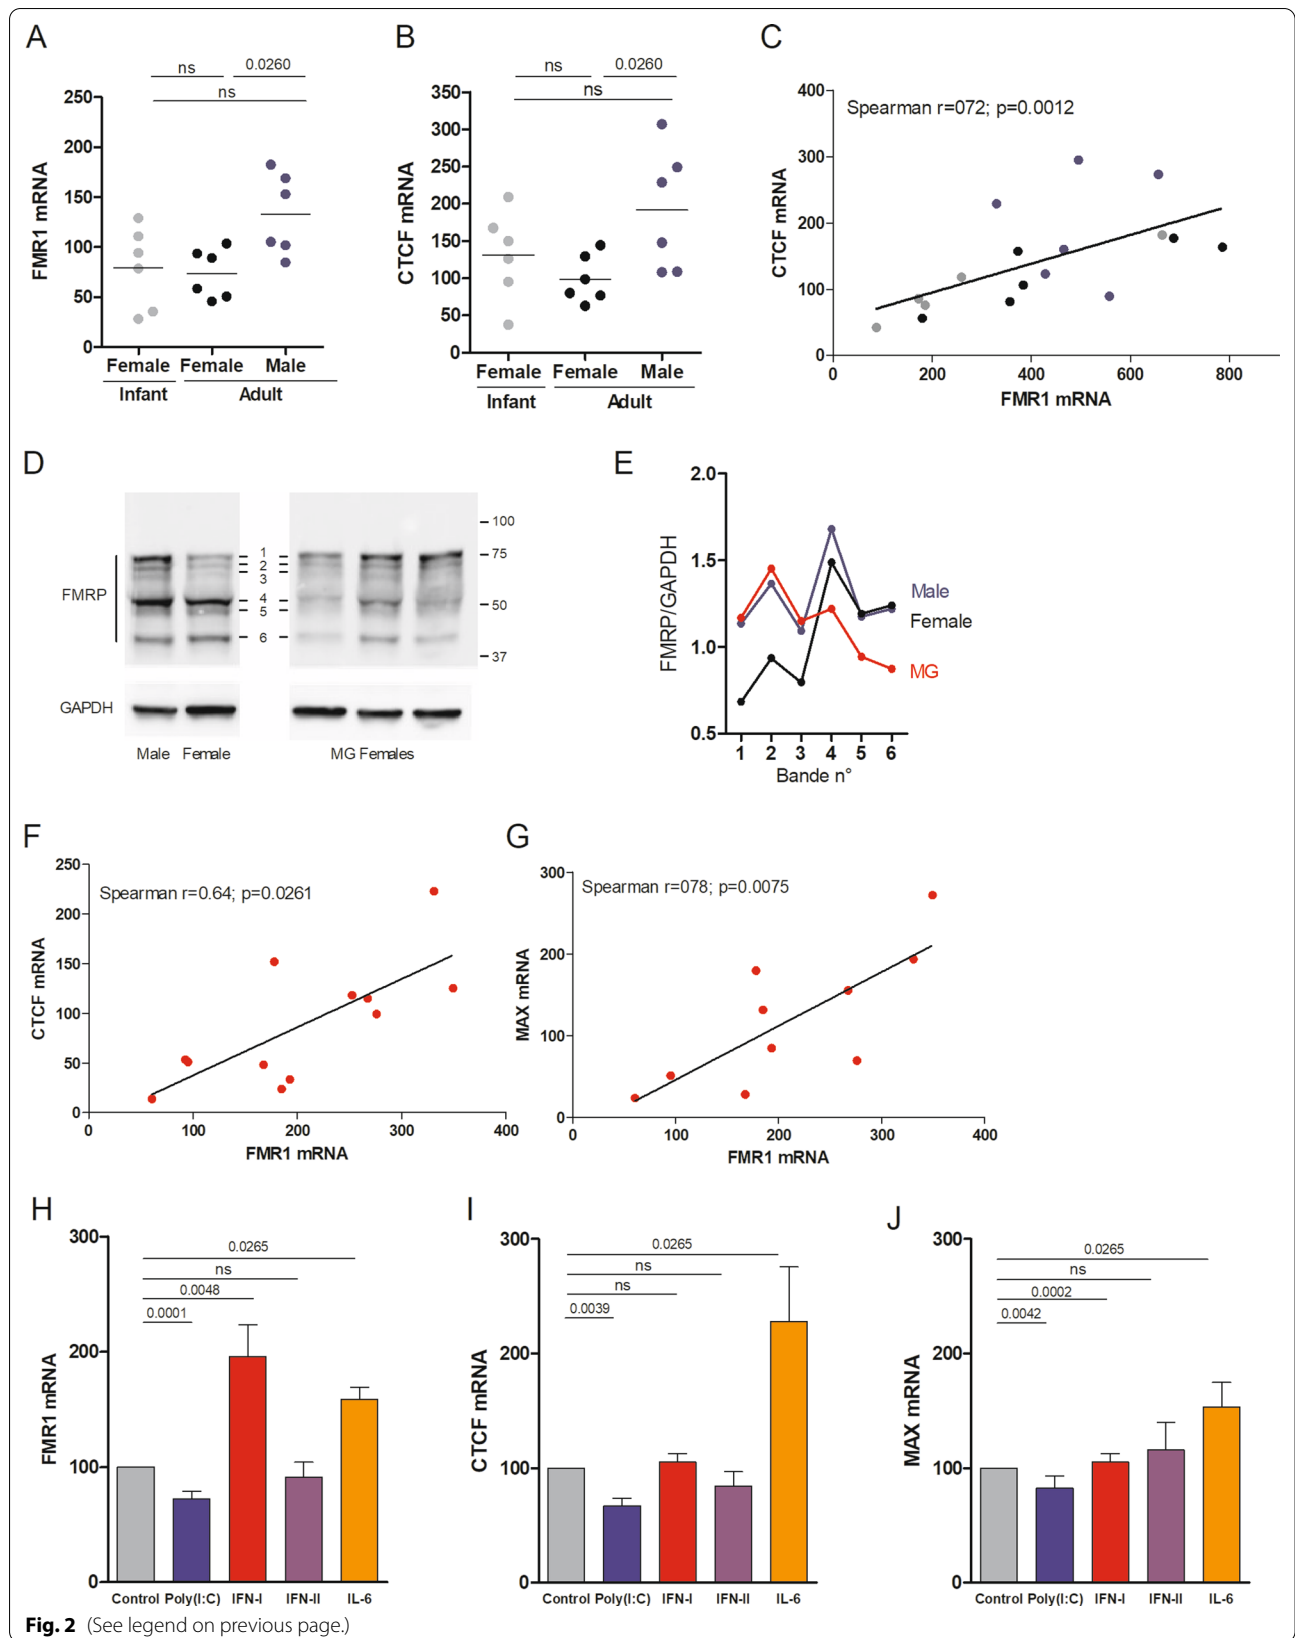 A
ns
0.0260
ns
250
200
150
100
50
0
FMR1 mRNA
Female Female Male
Infant Adult
B
ns
0.0260
ns
350
300
250
200
150
100
50
0
CTCF mRNA
Female Female Male
Infant Adult
C
Spearman r=072; p=0.0012
400
300
200
100
0
CTCF mRNA
0 200 400 600 800
FMR1 mRNA
D
FMRP
1
2
3
4
5
6
100
75
50
37
GAPDH
Male Female MG Females
E
2.0
1.5
1.0
0.5
FMRP/GAPDH
Male
Female
MG
1 2 3 4 5 6
Bande n°
F
Spearman r=0.64; p=0.0261
250
200
150
100
50
0
CTCF mRNA
0 100 200 300 400
FMR1 mRNA
G
Spearman r=078; p=0.0075
300
200
100
0
MAX mRNA
0 100 200 300 400
FMR1 mRNA
H
0.0265
ns
0.0048
0.0001
300
200
100
0
FMR1 mRNA
Control Poly(I:C) IFN-I IFN-II IL-6
I
0.0265
ns
ns
0.0039
300
200
100
0
CTCF mRNA
Control Poly(I:C) IFN-I IFN-II IL-6
J
0.0265
ns
0.0002
0.0042
300
200
100
0
MAX mRNA
Control Poly(I:C) IFN-I IFN-II IL-6
Fig. 2 (See legend on previous page.)